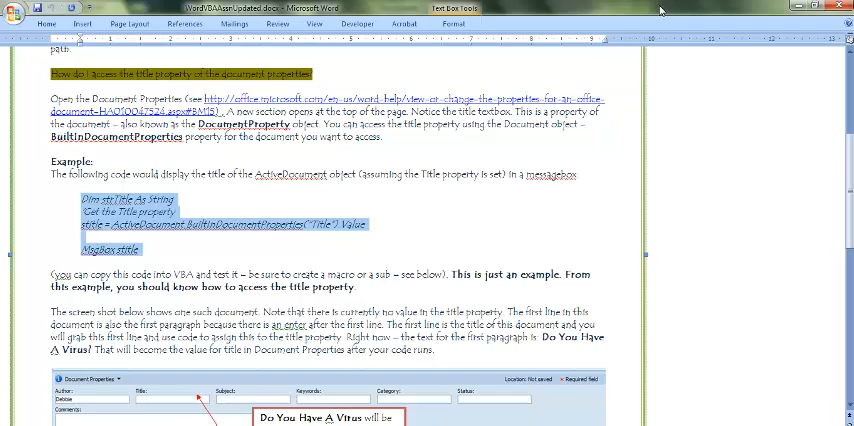 WordVBAAssnUpdated.docx - Microsoft Word
Text Box Tools
Home Insert Page Layout References Mailings Review View Developer Acrobat Format
path.
How do I access the title property of the document properties?
Open the Document Properties (see http://office.microsoft.com/en-us/word-help/view-or-change-the-properties-for-an-office-
document-HA010047524.aspx#BM15) . A new section opens at the top of the page. Notice the title textbox. This is a property of
the document – also known as the DocumentProperty object. You can access the title property using the Document object –
BuiltInDocumentProperties property for the document you want to access.
Example:
The following code would display the title of the ActiveDocument object (assuming the Title property is set) in a messagebox
Dim strTitle As String
'Get the Title property
stitle = ActiveDocument.BuiltInDocumentProperties("Title").Value
MsgBox stitle
(you can copy this code into VBA and test it – be sure to create a macro or a sub – see below). This is just an example. From
this example, you should know how to access the title property.
The screen shot below shows one such document. Note that there is currently no value in the title property. The first line in this
document is also the first paragraph because there is an enter after the first line. The first line is the title of this document and you
will grab this first line and use code to assign this to the title property. Right now – the text for the first paragraph is: Do You Have
A Virus? That will become the value for title in Document Properties after your code runs.
Document Properties Location: Not saved * Required field
Author: Title: Subject: Keywords: Category: Status:
Debbie
Comments:
Do You Have A Virus will be